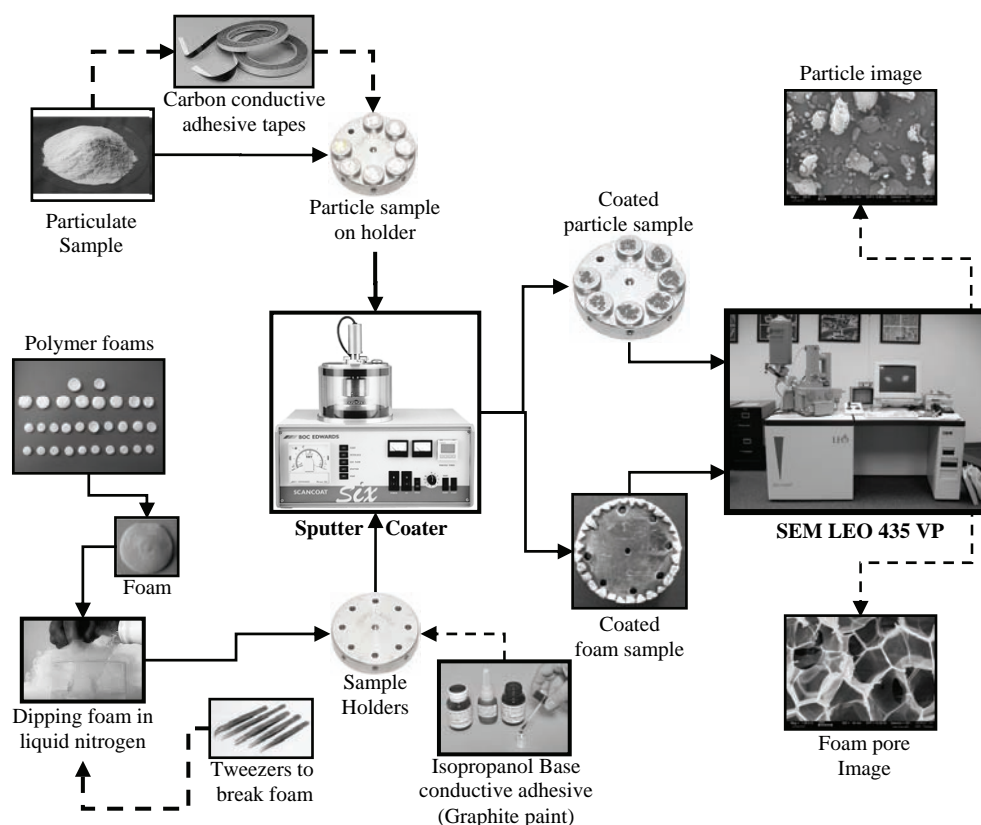 Carbon conductive
adhesive tapes
Particulate
Sample
Particle sample
on holder
Coated
particle sample
Particle image
Polymer foams
BOC EDWARDS
SCANCOAT
six
Sputter Coater
LEO
SEM LEO 435 VP
Foam
Coated
foam sample
Dipping foam in
liquid nitrogen
Tweezers to
break foam
Sample
Holders
Isopropanol Base
conductive adhesive
(Graphite paint)
Foam pore
Image